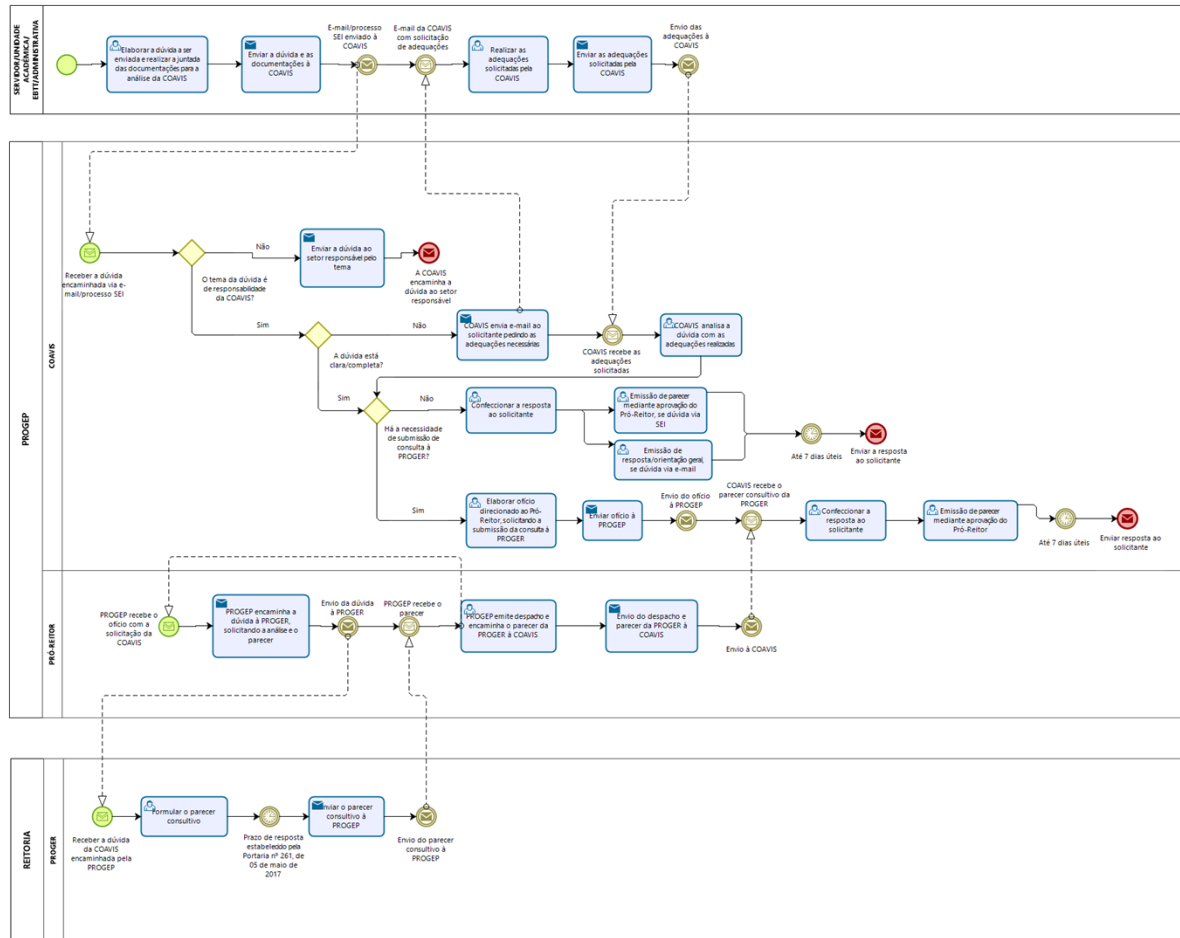 SERVIDOR/UNIDADE
ACADÊMICA/
EBTT/ADMINISTRATIVA
Elaborar a dúvida a ser
enviada e realizar a juntada
das documentações para a
análise da COAVIS
Enviar a dúvida e as
documentações à
COAVIS
E-mail/processo
SEI enviado à
COAVIS
E-mail da COAVIS
com solicitação
de adequações
Realizar as
adequações
solicitadas pela
COAVIS
Enviar as adequações
solicitadas pela
COAVIS
Envio das
adequações à
COAVIS
PROGEP
COAVIS
Receber a dúvida
encaminhada via e-
mail/processo SEI
Não
O tema da dúvida é
de responsabilidade
da COAVIS?
Enviar a dúvida ao
setor responsável pelo
tema
A COAVIS
encaminha a
dúvida ao setor
responsável
Sim
Não
A dúvida está
clara/completa?
COAVIS envia e-mail ao
solicitante pedindo as
adequações necessárias
COAVIS recebe as
adequações
solicitadas
COAVIS analisa a
dúvida com as
adequações realizadas
Sim
Não
Há a necessidade
de submissão de
consulta à
PROGER?
Confeccionar a resposta
ao solicitante
Emissão de parecer
mediante aprovação do
Pró-Reitor, se dúvida via
SEI
Emissão de
resposta/orientação geral,
se dúvida via e-mail
Até 7 dias úteis
Enviar a resposta
ao solicitante
Sim
Elaborar ofício
direcionado ao Pró-
Reitor, solicitando a
submissão da consulta à
PROGER
Enviar ofício à
PROGEP
Envio do ofício
à PROGEP
COAVIS recebe o
parecer consultivo da
PROGER
Confeccionar a
resposta ao
solicitante
Emissão de parecer
mediante aprovação do
Pró-Reitor
Até 7 dias úteis
Enviar resposta ao
solicitante
PRÓ-REITOR
PROGEP recebe o
ofício com a
solicitação da
COAVIS
PROGEP encaminha a
dúvida à PROGER,
solicitando a análise e o
parecer
Envio da dúvida
à PROGER
PROGEP recebe o
parecer
PROGEP emite despacho e
encaminha o parecer da
PROGER à COAVIS
Envio do despacho e
parecer da PROGER à
COAVIS
Envio à COAVIS
REITORIA
PROGER
Receber a dúvida
da COAVIS
encaminhada pela
PROGEP
Formular o parecer
consultivo
Prazo de resposta
estabelecido pela
Portaria nº 261, de
05 de maio de
2017
Enviar o parecer
consultivo à
PROGEP
Envio do parecer
consultivo à
PROGEP